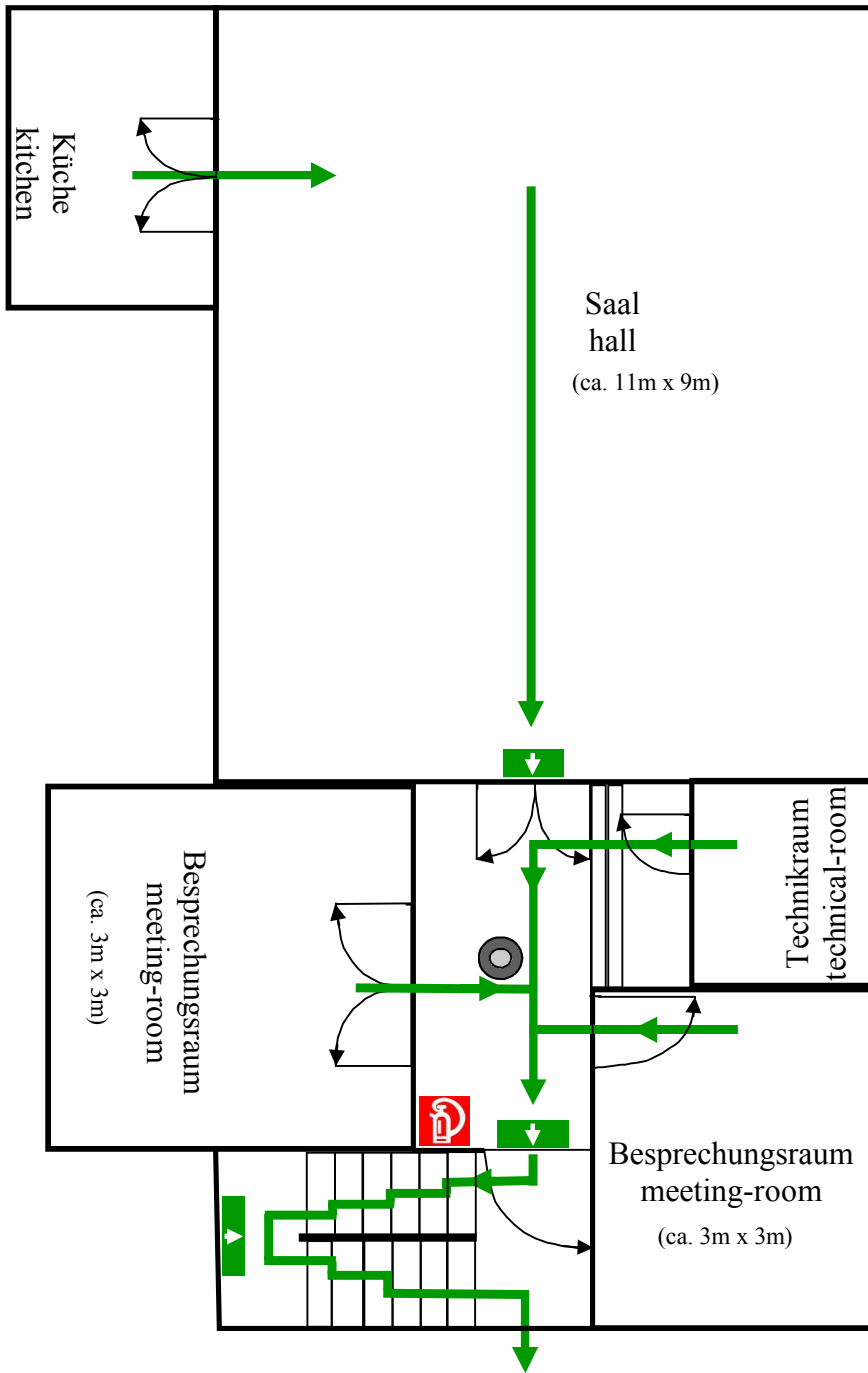 Küche
kitchen
Saal
hall
(ca. 11m x 9m)
Besprechungsraum
meeting-room
(ca. 3m x 3m)
Technikraum
technical-room
Besprechungsraum
meeting-room
(ca. 3m x 3m)